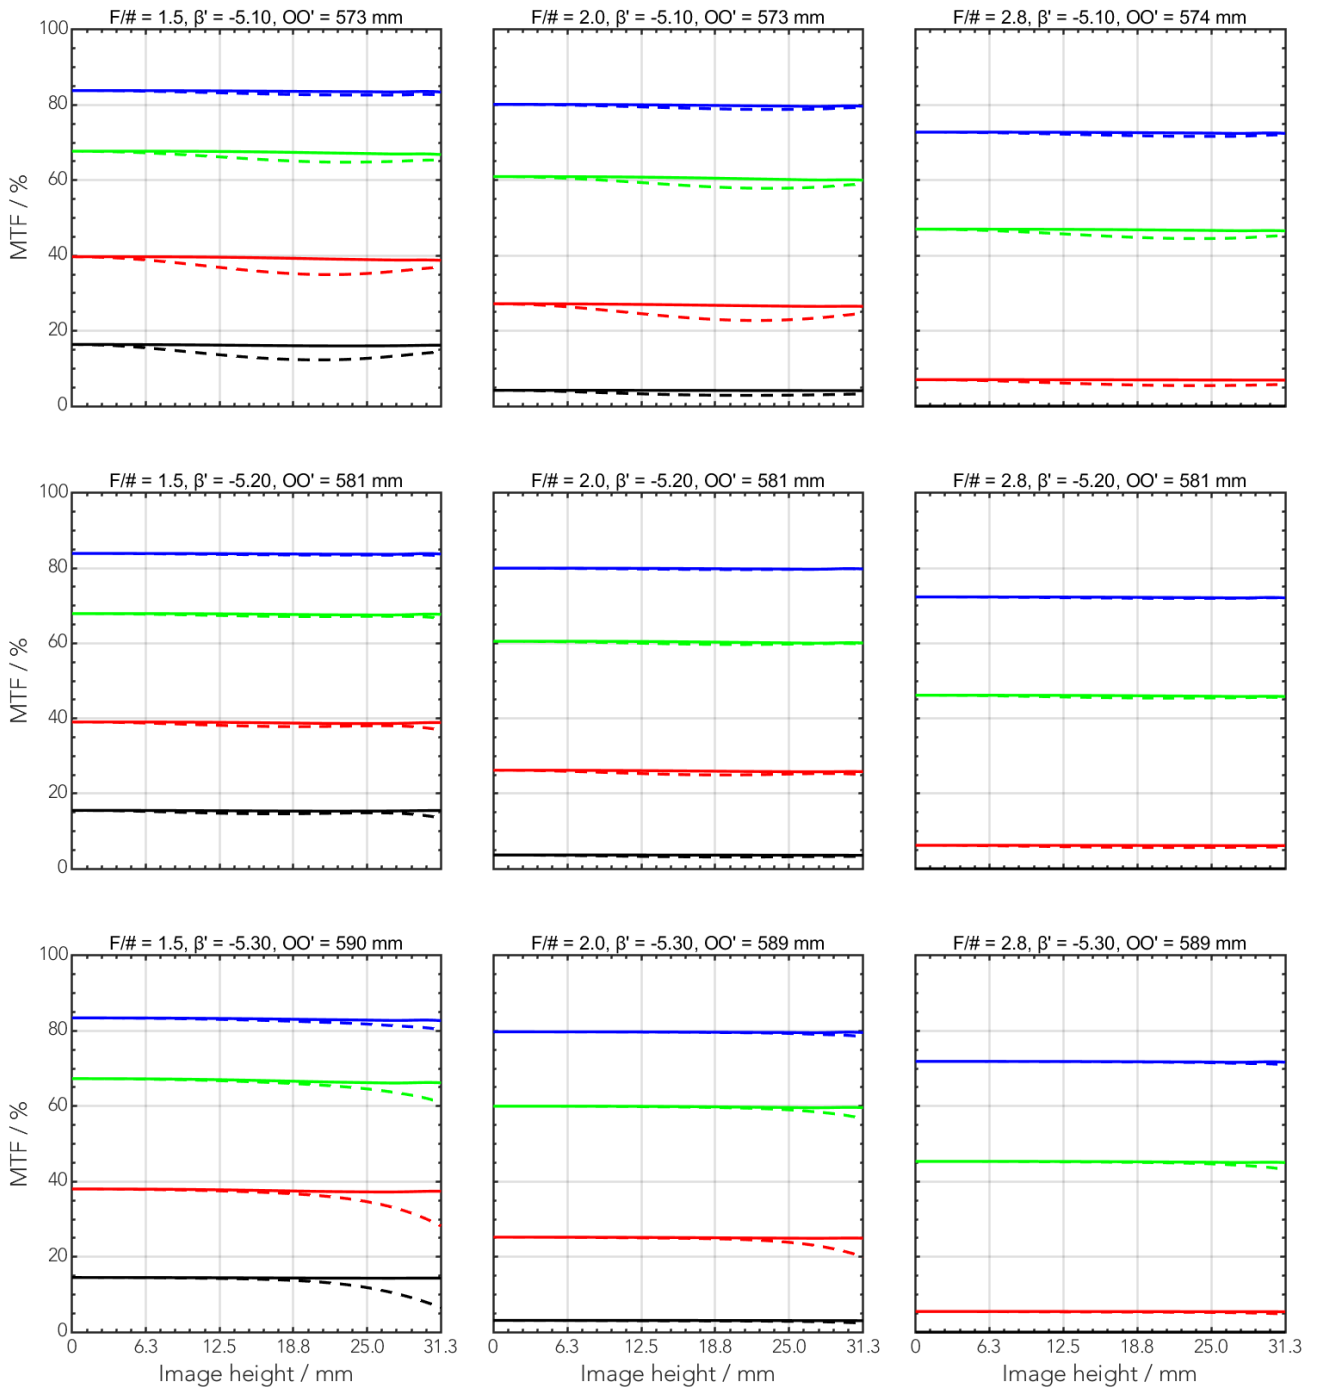 F/# = 1.5, β' = -5.10, OO' = 573 mm
F/# = 2.0, β' = -5.10, OO' = 573 mm
F/# = 2.8, β' = -5.10, OO' = 574 mm
100
80
60
40
20
0
MTF / %
F/# = 1.5, β' = -5.20, OO' = 581 mm
F/# = 2.0, β' = -5.20, OO' = 581 mm
F/# = 2.8, β' = -5.20, OO' = 581 mm
100
80
60
40
20
0
MTF / %
F/# = 1.5, β' = -5.30, OO' = 590 mm
F/# = 2.0, β' = -5.30, OO' = 589 mm
F/# = 2.8, β' = -5.30, OO' = 589 mm
100
80
60
40
20
0
MTF / %
0 6.3 12.5 18.8 25.0 31.3
0 6.3 12.5 18.8 25.0 31.3
0 6.3 12.5 18.8 25.0 31.3
Image height / mm
Image height / mm
Image height / mm